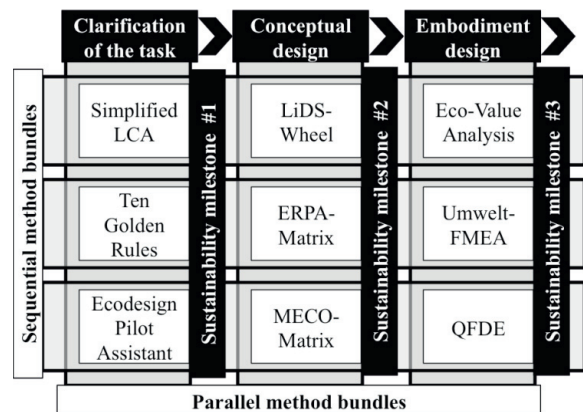 Clarification
of the task
Conceptual
design
Embodiment
design
Sequential method bundles
Simplified
LCA
Sustainability milestone #1
LiDS-
Wheel
Sustainability milestone #2
Eco-Value
Analysis
Sustainability milestone #3
Ten
Golden
Rules
ERPA-
Matrix
Umwelt-
FMEA
Ecodesign
Pilot
Assistant
MECO-
Matrix
QFDE
Parallel method bundles